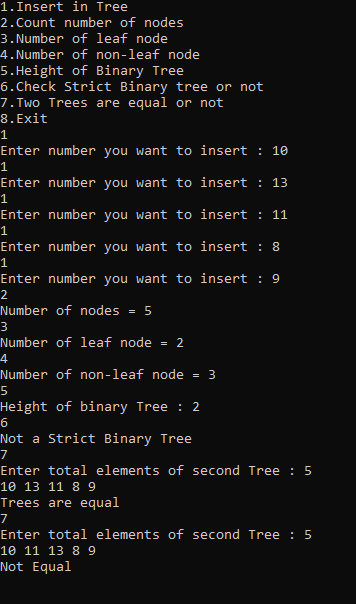 1.Insert in Tree
2.Count number of nodes
3.Number of leaf node
4.Number of non-leaf node
5.Height of Binary Tree
6.Check Strict Binary tree or not
7.Two Trees are equal or not
8.Exit
1
Enter number you want to insert : 10
1
Enter number you want to insert : 13
1
Enter number you want to insert : 11
1
Enter number you want to insert : 8
1
Enter number you want to insert : 9
2
Number of nodes = 5
3
Number of leaf node = 2
4
Number of non-leaf node = 3
5
Height of binary Tree : 2
6
Not a Strict Binary Tree
7
Enter total elements of second Tree : 5
10 13 11 8 9
Trees are equal
7
Enter total elements of second Tree : 5
10 11 13 8 9
Not Equal